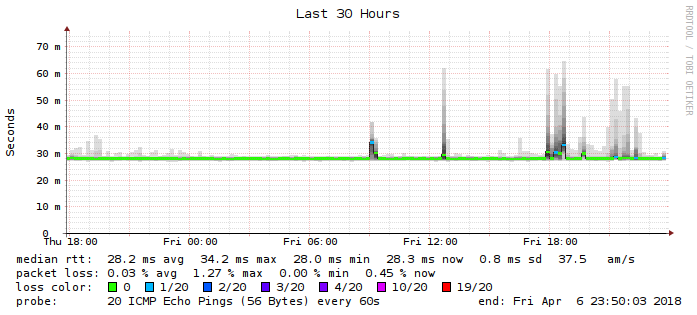 Last 30 Hours
RRDTOOL / TOBI OETIKER
Seconds
70 m
60 m
50 m
40 m
30 m
20 m
10 m
0
Thu 18:00 Fri 00:00 Fri 06:00 Fri 12:00 Fri 18:00
median rtt: 28.2 ms avg 34.2 ms max 28.0 ms min 28.3 ms now 0.8 ms sd 37.5 am/s
packet loss: 0.03 % avg 1.27 % max 0.00 % min 0.45 % now
loss color: 0 1/20 2/20 3/20 4/20 10/20 19/20
probe: 20 ICMP Echo Pings (56 Bytes) every 60s end: Fri Apr 6 23:50:03 2018